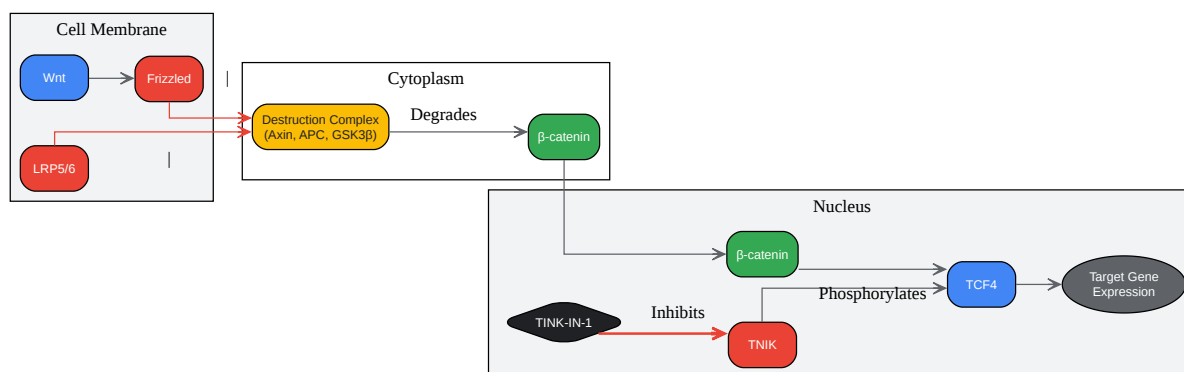 Cell Membrane
Wnt
Frizzled
|
LRP5/6
|
Cytoplasm
Destruction Complex
(Axin, APC, GSK3β)
Degrades
β-catenin
Nucleus
β-catenin
TCF4
Target Gene
Expression
Phosphorylates
TINK-IN-1
Inhibits
TNIK